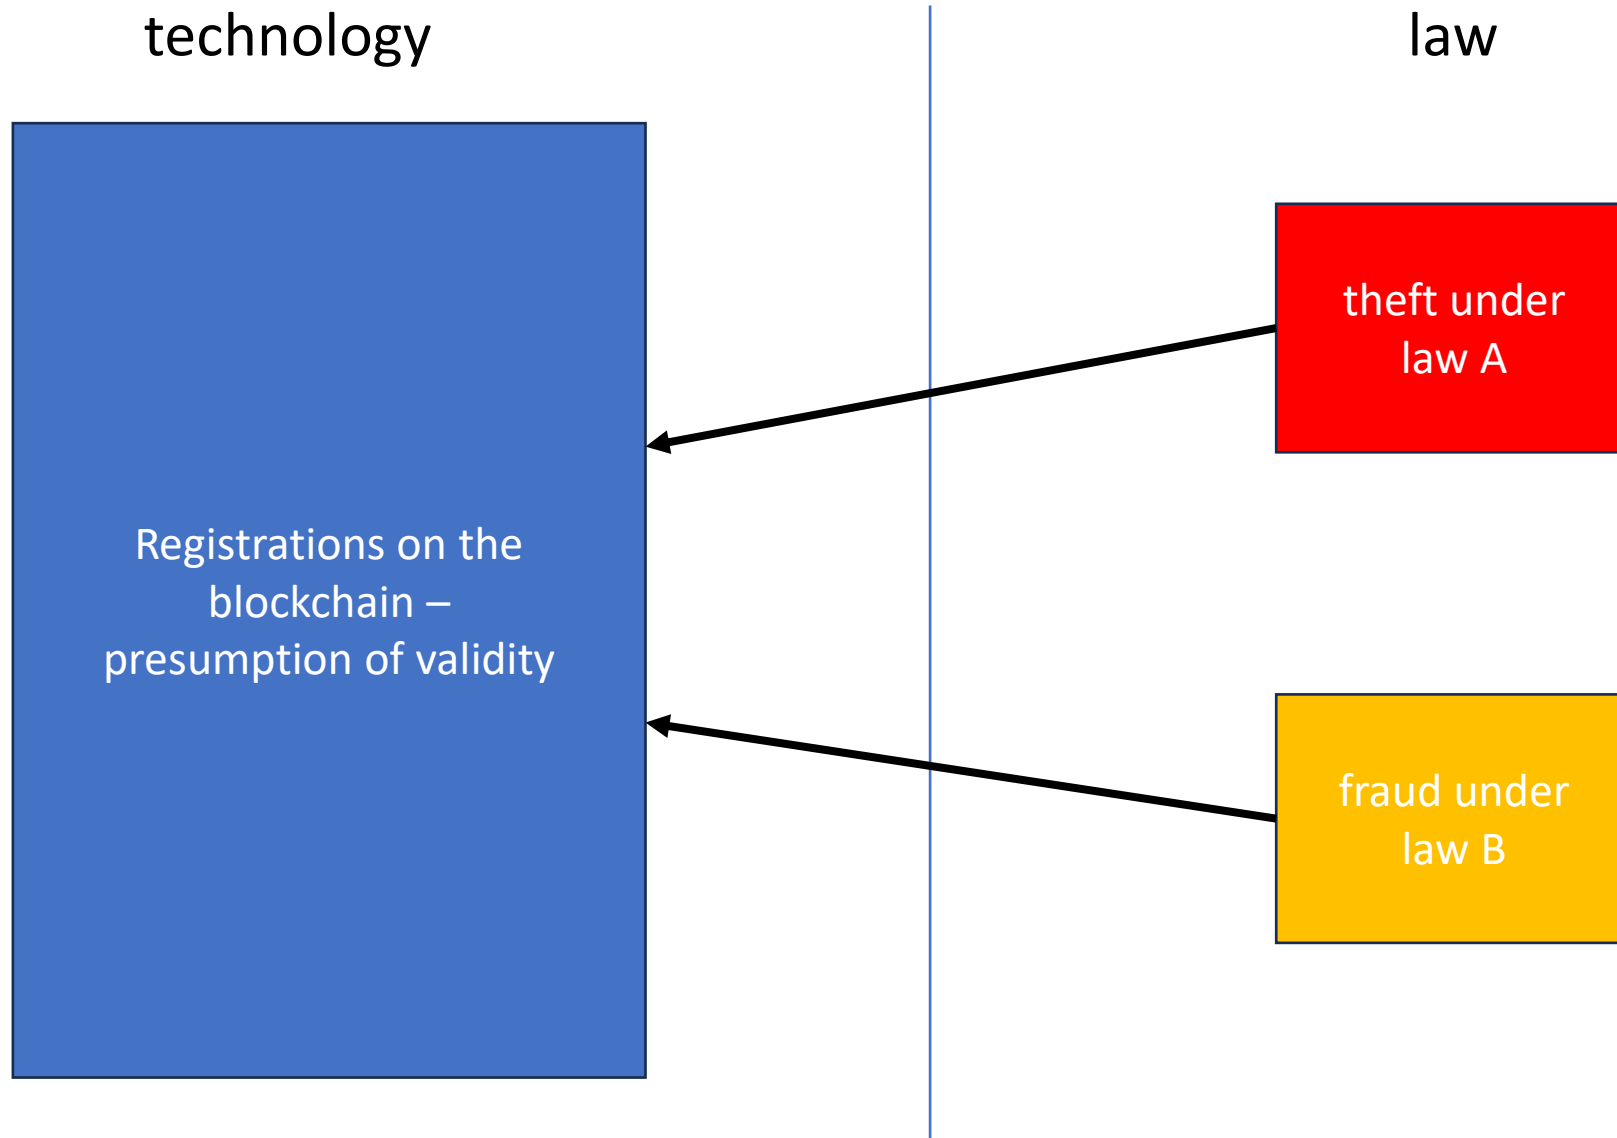 technology
law
Registrations on the
blockchain –
presumption of validity
theft under
law A
fraud under
law B